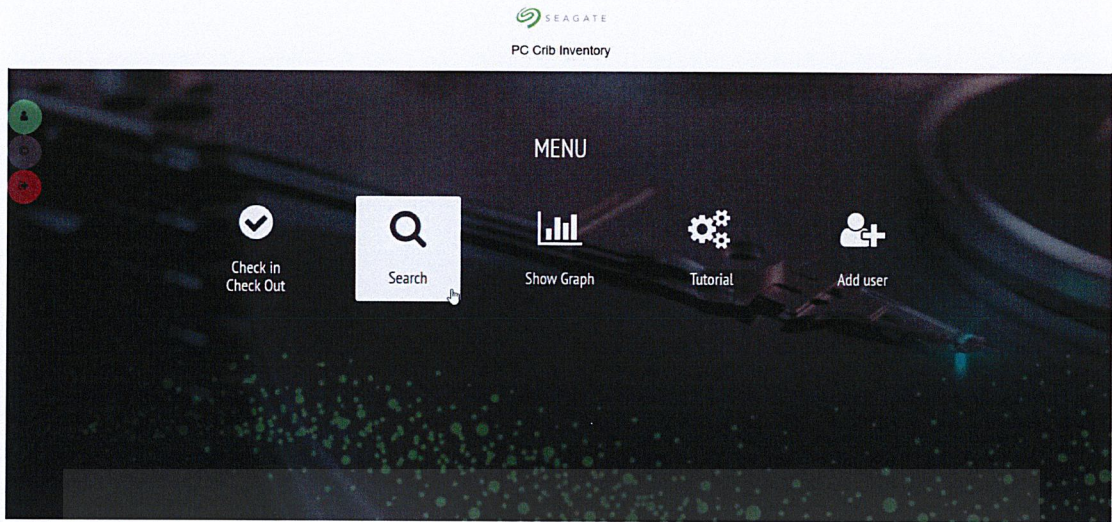 SEAGATE
PC Crib Inventory
MENU
Check in
Check Out
Search
Show Graph
Tutorial
Add user